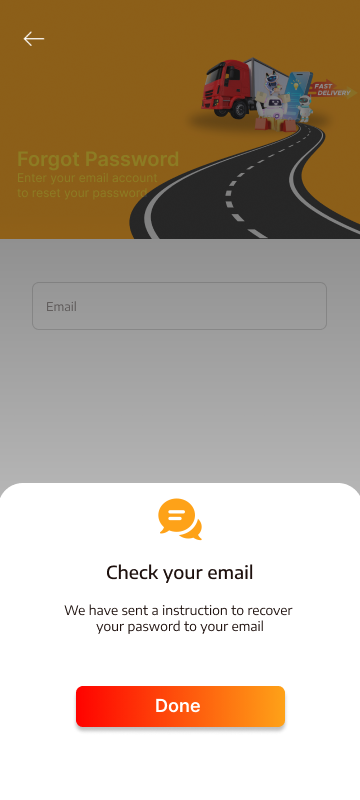 FAST
DELIVERY
Forgot Password
Enter your email account
to reset your password
Email
Check your email
We have sent a instruction to recover
your pasword to your email
Done